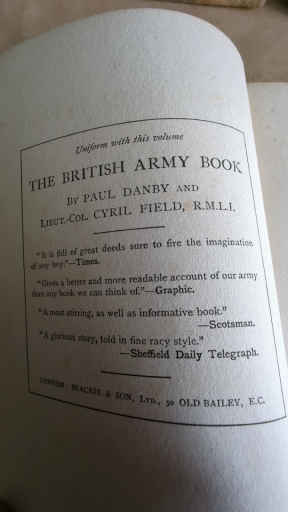 Uniform with this volume
THE BRITISH ARMY BOOK
BY PAUL DANBY AND
LIEUT.-COL. CYRIL FIELD, R.M.L.I.
"It is full of great deeds sure to fire the imagination
of any boy."—Times.
"Gives a better and more readable account of our army
than any book we can think of."—Graphic.
"A most stirring, as well as informative book."
—Scotsman.
"A glorious story, told in fine racy style."
—Sheffield Daily Telegraph.
LONDON: BLACKIE & SON, LTD., 50 OLD BAILEY, E.C.